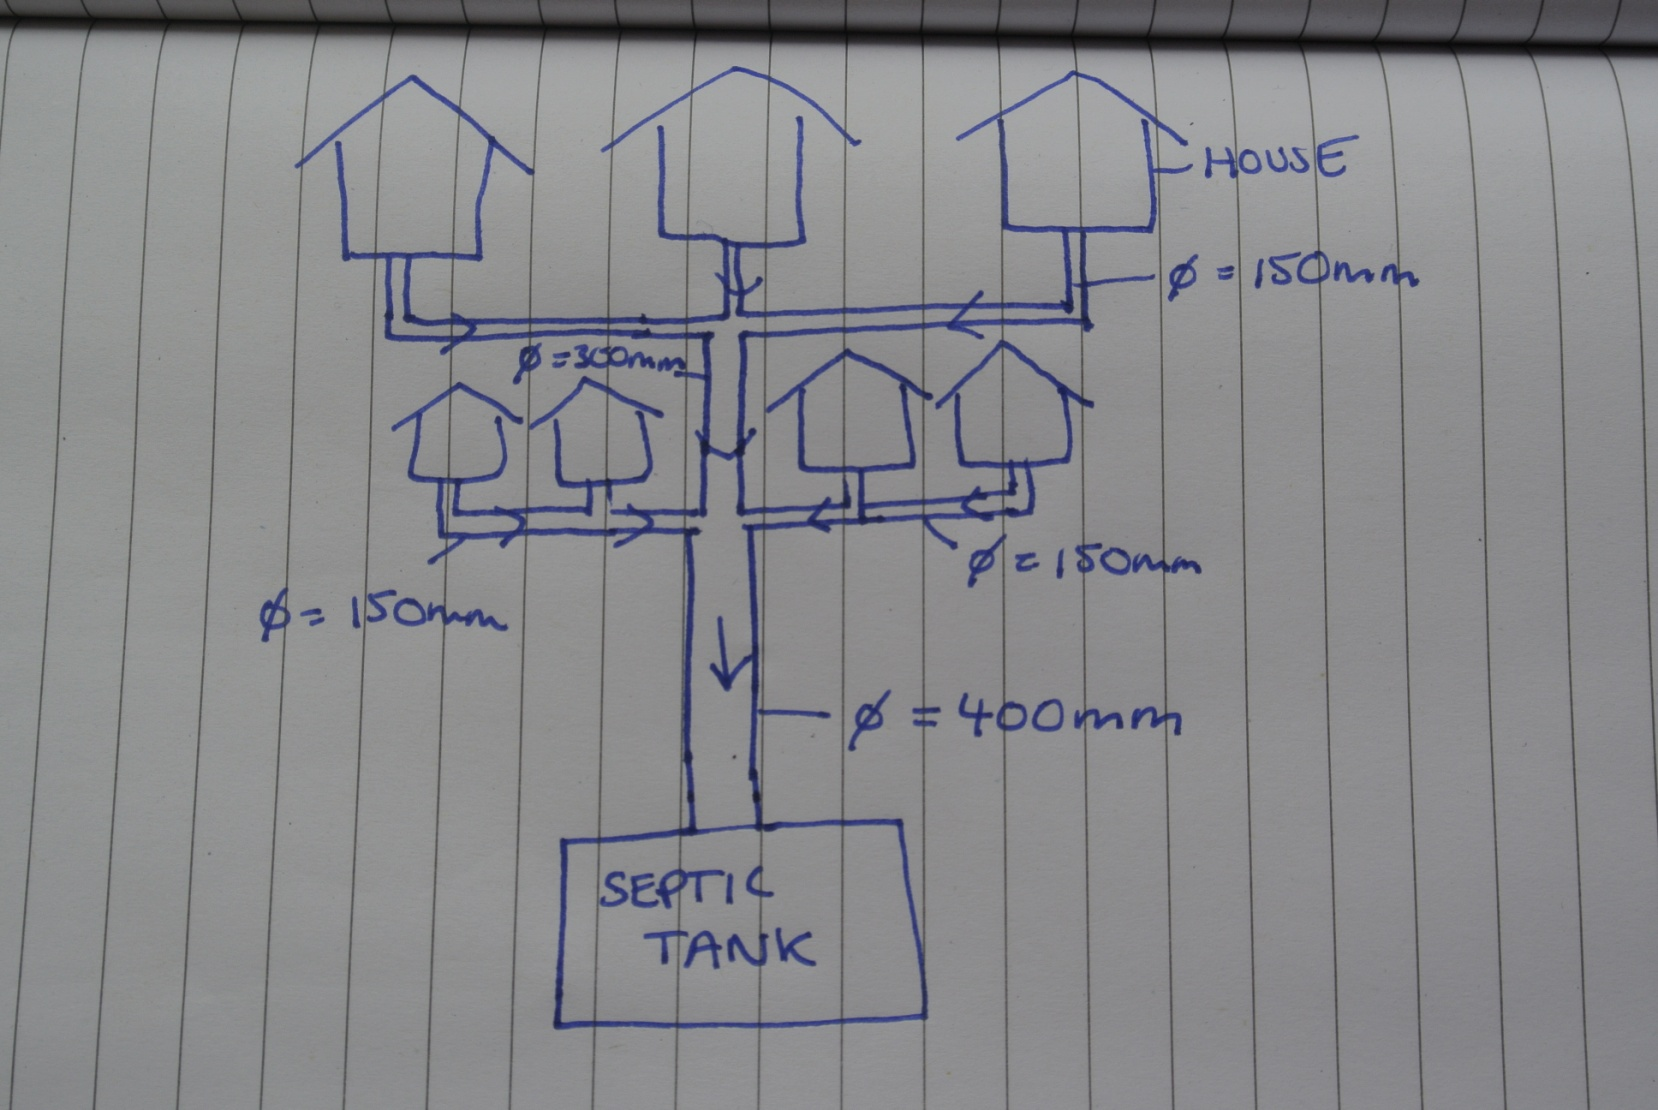 HOUSE
ϕ = 150mm
ϕ = 300mm
ϕ = 150mm
ϕ = 150mm
ϕ = 400mm
SEPTIC
TANK